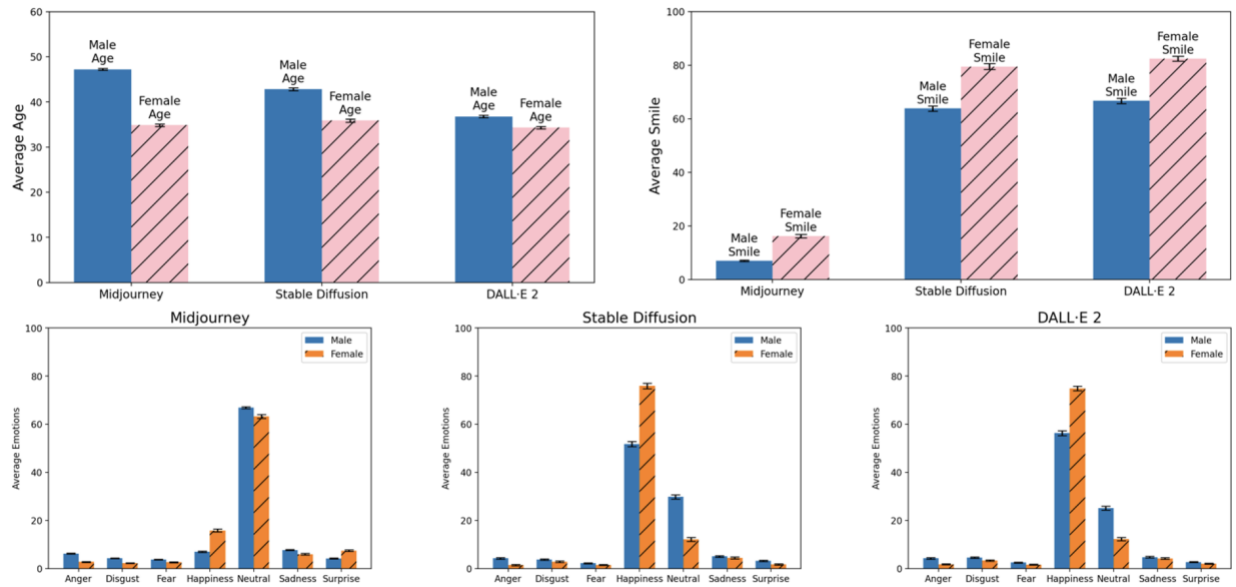 60
50
40
30
20
10
0
Average Age
Male
Age
Female
Age
Male
Age
Female
Age
Male
Age
Female
Age
Midjourney
Stable Diffusion
DALL·E 2
100
80
60
40
20
0
Average Smile
Male
Smile
Female
Smile
Male
Smile
Female
Smile
Male
Smile
Female
Smile
Midjourney
Stable Diffusion
DALL·E 2
Midjourney
100
80
60
40
20
0
Average Emotions
Male
Female
Anger Disgust Fear Happiness Neutral Sadness Surprise
Stable Diffusion
100
80
60
40
20
0
Average Emotions
Male
Female
Anger Disgust Fear Happiness Neutral Sadness Surprise
DALL·E 2
100
80
60
40
20
0
Average Emotions
Male
Female
Anger Disgust Fear Happiness Neutral Sadness Surprise